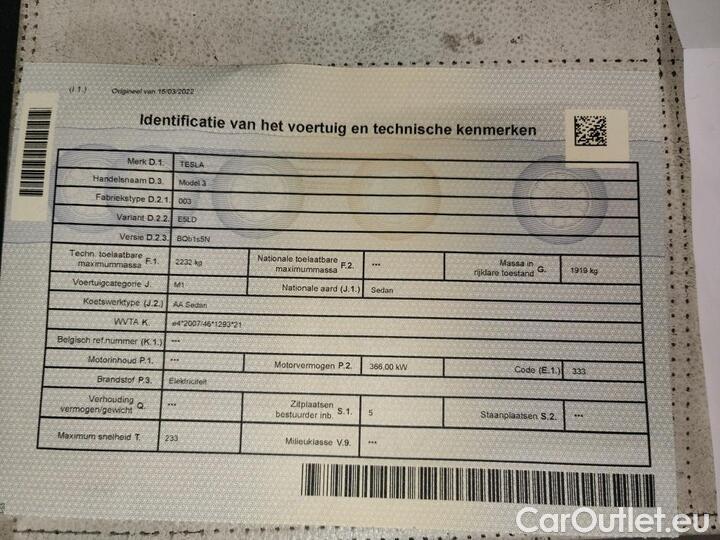 (I 1.) Origineel van 15/03/2022
Identificatie van het voertuig en technische kenmerken
Merk D.1. TESLA
Handelsnaam D.3. Model 3
Fabriekstype D.2.1. 003
Variant D.2.2. E5LD
Versie D.2.3. BQti1s5N
Techn. toelaatbare maximummassa F.1. 2232 kg Nationale toelaatbare maximummassa F.2. *** Massa in rijklare toestand G. 1919 kg
Voertuigcategorie J. M1 Nationale aard (J.1.) Sedan
Koetswerktype (J.2.) AA Sedan
WVTA K. e4*2007/46*1293*21
Belgisch ref.nummer (K.1.) ***
Motorinhoud P.1. *** Motorvermogen P.2. 366.00 kW Code (E.1.) 333
Brandstof P.3. Elektriciteit
Verhouding vermogen/gewicht Q. *** Zitplaatsen bestuurder inb. S.1. 5 Staanplaatsen S.2. ***
Maximum snelheid T. 233 Milieuklasse V.9. ***
CarOutlet.eu